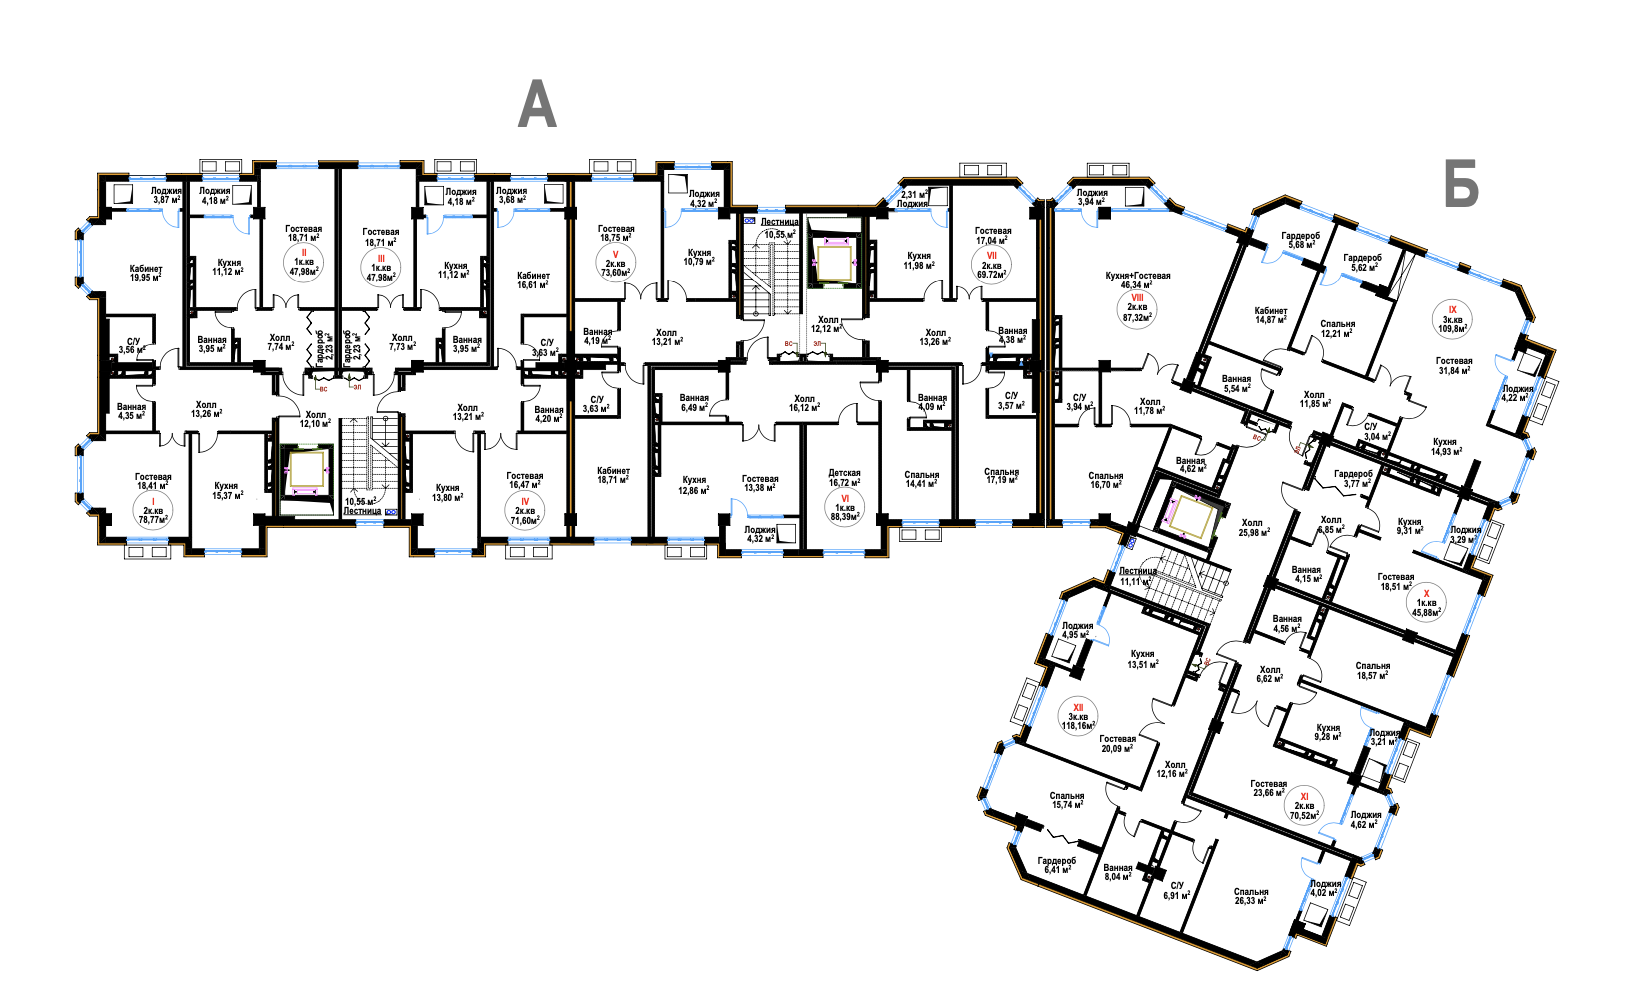 А
Б
Лоджия
3,87 м²
Лоджия
4,18 м²
Гостевая
18,71 м²
II
1к.кв
47,98м²
Гостевая
18,71 м²
III
1к.кв
47,98м²
Лоджия
4,18 м²
Лоджия
3,68 м²
Кабинет
19,95 м²
Кухня
11,12 м²
Кухня
11,12 м²
Кабинет
16,61 м²
С/У
3,56 м²
Ванная
3,95 м²
Холл
7,74 м²
Гардероб
2,23 м²
Гардероб
2,23 м²
Холл
7,73 м²
Ванная
3,95 м²
С/У
3,63 м²
ВС
ЭЛ
Ванная
4,35 м²
Холл
13,26 м²
Холл
12,10 м²
Холл
13,21 м²
Ванная
4,20 м²
Гостевая
18,41 м²
I
2к.кв
78,77м²
Кухня
15,37 м²
10,55 м²
Лестница
Кухня
13,80 м²
Гостевая
16,47 м²
IV
2к.кв
71,60м²
Гостевая
18,75 м²
V
2к.кв
73,60м²
Лоджия
4,32 м²
Кухня
10,79 м²
Лестница
10,55 м²
2,31 м²
Лоджия
Кухня
11,98 м²
Гостевая
17,04 м²
VII
2к.кв
69.72м²
Ванная
4,19 м²
Холл
13,21 м²
Холл
12,12 м²
ВС
ЭЛ
Холл
13,26 м²
Ванная
4,38 м²
С/У
3,63 м²
Ванная
6,49 м²
Холл
16,12 м²
Ванная
4,09 м²
С/У
3,57 м²
Кабинет
18,71 м²
Кухня
12,86 м²
Гостевая
13,38 м²
Лоджия
4,32 м²
Детская
16,72 м²
VI
1к.кв
88,39м²
Спальня
14,41 м²
Спальня
17,19 м²
Лоджия
3,94 м²
Кухня+Гостевая
46,34 м²
VIII
2к.кв
87,32м²
С/У
3,94 м²
Холл
11,78 м²
Спальня
16,70 м²
Ванная
4,62 м²
Гардероб
5,68 м²
Гардероб
5,62 м²
Кабинет
14,87 м²
Спальня
12,21 м²
IX
3к.кв
109,8м²
Гостевая
31,84 м²
Лоджия
4,22 м²
Ванная
5,54 м²
Холл
11,85 м²
С/У
3,04 м²
Кухня
14,93 м²
ВС
ЭЛ
Гардероб
3,77 м²
Холл
6,85 м²
Кухня
9,31 м²
Лоджия
3,29 м²
Холл
25,98 м²
Ванная
4,15 м²
Гостевая
18,51 м²
X
1к.кв
45,88м²
Лестница
11,11 м²
Ванная
4,56 м²
Холл
6,62 м²
Спальня
18,57 м²
Кухня
9,28 м²
Лоджия
3,21 м²
Гостевая
23,66 м²
XI
2к.кв
70,52м²
Лоджия
4,62 м²
Лоджия
4,95 м²
Кухня
13,51 м²
ВС
XII
3к.кв
118,16м²
Гостевая
20,09 м²
Холл
12,16 м²
Спальня
15,74 м²
Гардероб
6,41 м²
Ванная
8,04 м²
С/У
6,91 м²
Спальня
26,33 м²
Лоджия
4,02 м²